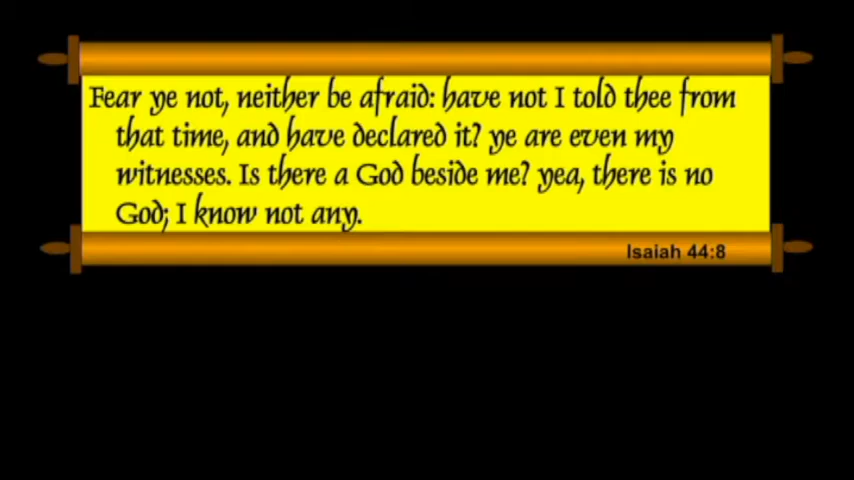 Fear ye not, neither be afraid: have not I told thee from
that time, and have declared it? ye are even my
witnesses. Is there a God beside me? yea, there is no
God; I know not any.
Isaiah 44:8